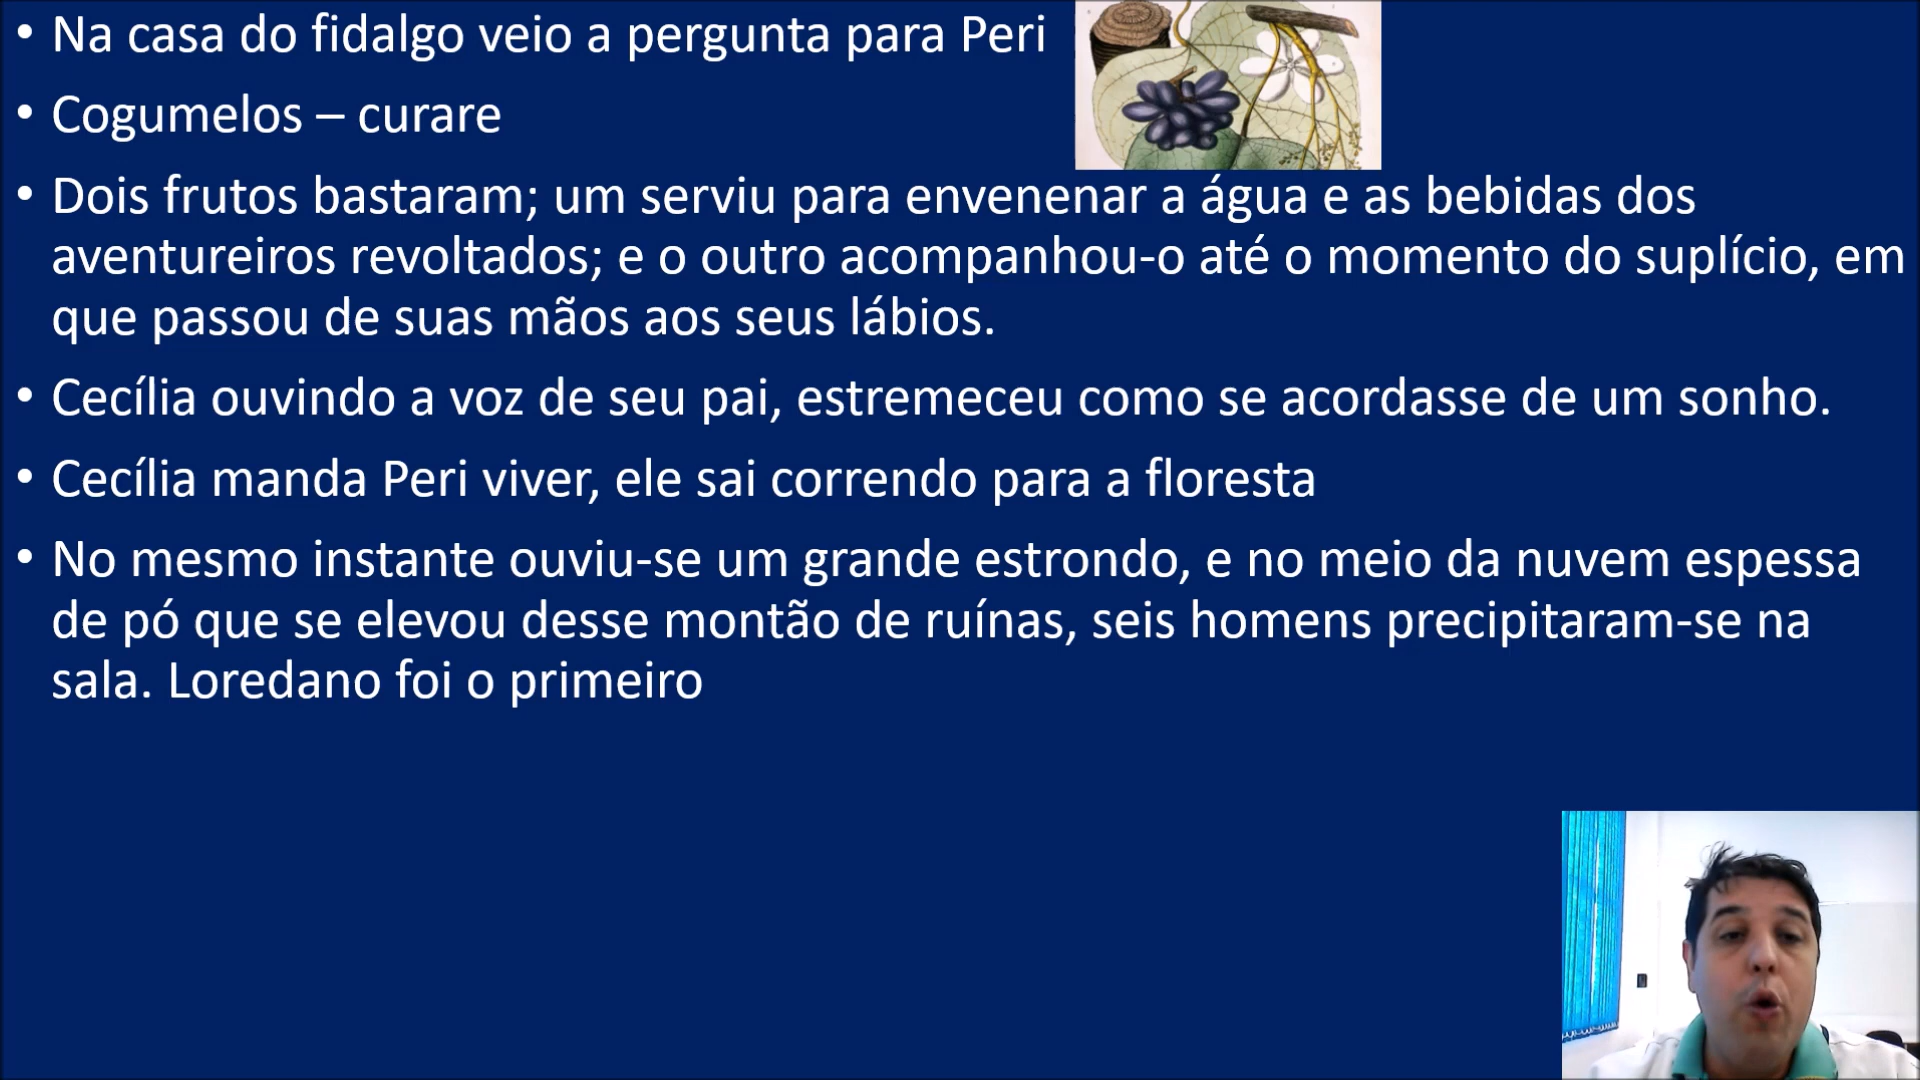 • Na casa do fidalgo veio a pergunta para Peri
• Cogumelos – curare
• Dois frutos bastaram; um serviu para envenenar a água e as bebidas dos
aventureiros revoltados; e o outro acompanhou-o até o momento do suplício, em
que passou de suas mãos aos seus lábios.
• Cecília ouvindo a voz de seu pai, estremeceu como se acordasse de um sonho.
• Cecília manda Peri viver, ele sai correndo para a floresta
• No mesmo instante ouviu-se um grande estrondo, e no meio da nuvem espessa
de pó que se elevou desse montão de ruínas, seis homens precipitaram-se na
sala. Loredano foi o primeiro